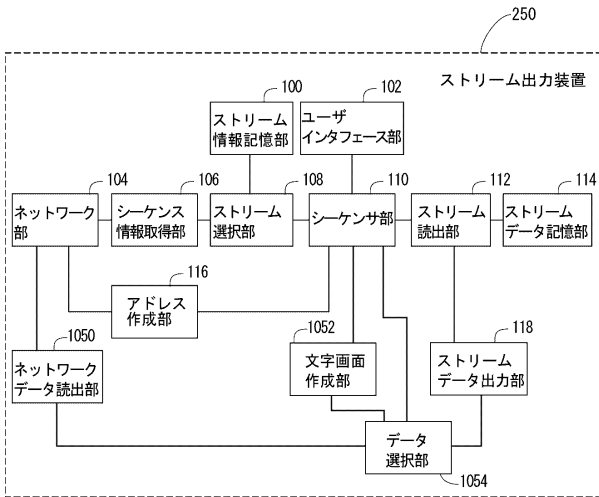 250
ストリーム出力装置
100
ストリーム
情報記憶部
102
ユーザ
インタフェース部
104
ネットワーク
部
106
シーケンス
情報取得部
108
ストリーム
選択部
110
シーケンサ部
112
ストリーム
読出部
114
ストリーム
データ記憶部
116
アドレス
作成部
1050
ネットワーク
データ読出部
1052
文字画面
作成部
118
ストリーム
データ出力部
データ
選択部
1054